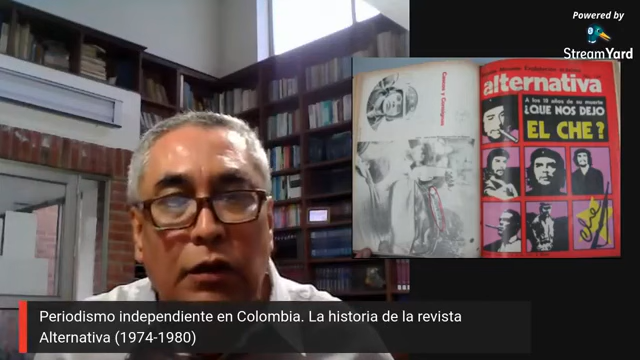 Powered by
StreamYard
alternativa
A los 10 años de su muerte
¿QUE NOS DEJO
EL CHE?
Periodismo independiente en Colombia. La historia de la revista
Alternativa (1974-1980)